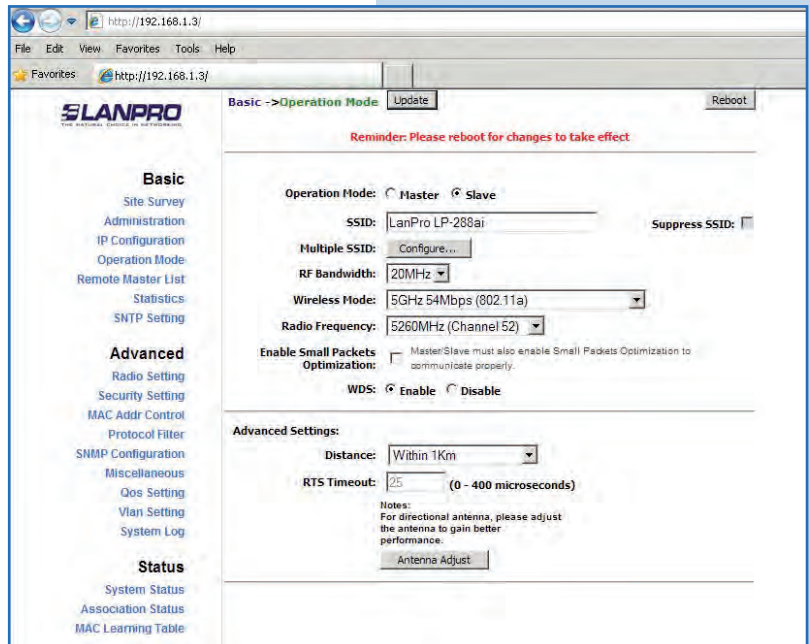 http://192.168.1.3/
File Edit View Favorites Tools Help
Favorites http://192.168.1.3/
LANPRO
THE NATURAL CHOICE IN NETWORKING
Basic ->Operation Mode Update Reboot
Reminder: Please reboot for changes to take effect
Basic
Site Survey
Administration
IP Configuration
Operation Mode
Remote Master List
Statistics
SNTP Setting
Advanced
Radio Setting
Security Setting
MAC Addr Control
Protocol Filter
SNMP Configuration
Miscellaneous
Qos Setting
Vlan Setting
System Log
Status
System Status
Association Status
MAC Learning Table
Operation Mode: Master Slave
SSID: LanPro LP-288ai Suppress SSID:
Multiple SSID: Configure...
RF Bandwidth: 20MHz
Wireless Mode: 5GHz 54Mbps (802.11a)
Radio Frequency: 5260MHz (Channel 52)
Enable Small Packets Optimization: Master/Slave must also enable Small Packets Optimization to
communicate properly.
WDS: Enable Disable
Advanced Settings:
Distance: Within 1Km
RTS Timeout: 25 (0 - 400 microseconds)
Notes:
For directional antenna, please adjust
the antenna to gain better
performance.
Antenna Adjust